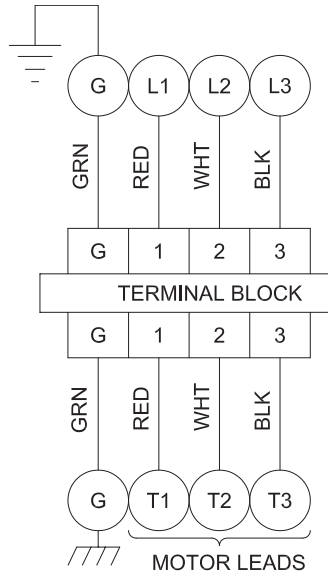 G L1 L2 L3
GRN RED WHT BLK
G 1 2 3
TERMINAL BLOCK
G 1 2 3
GRN RED WHT BLK
G T1 T2 T3
MOTOR LEADS